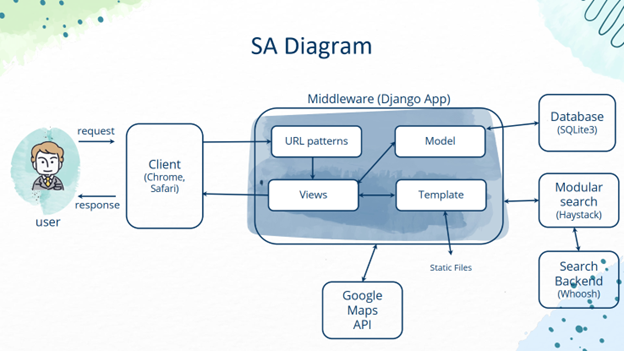 SA Diagram
Middleware (Django App)
request
response
user
Client
(Chrome,
Safari)
URL patterns
Model
Views
Template
Static Files
Google
Maps
API
Database
(SQLite3)
Modular
search
(Haystack)
Search
Backend
(Whoosh)